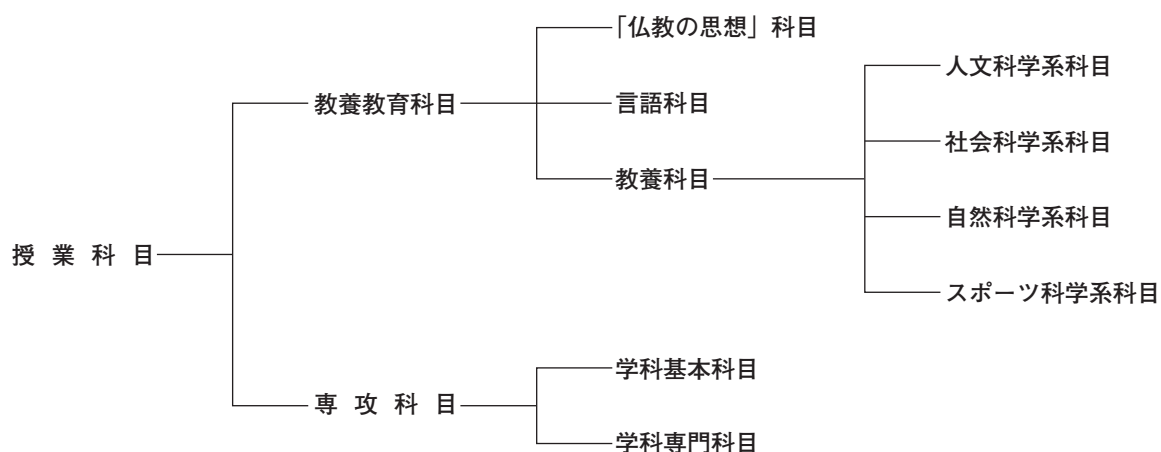 授業科目
教養教育科目
「仏教の思想」科目
言語科目
教養科目
人文科学系科目
社会科学系科目
自然科学系科目
スポーツ科学系科目
専攻科目
学科基本科目
学科専門科目